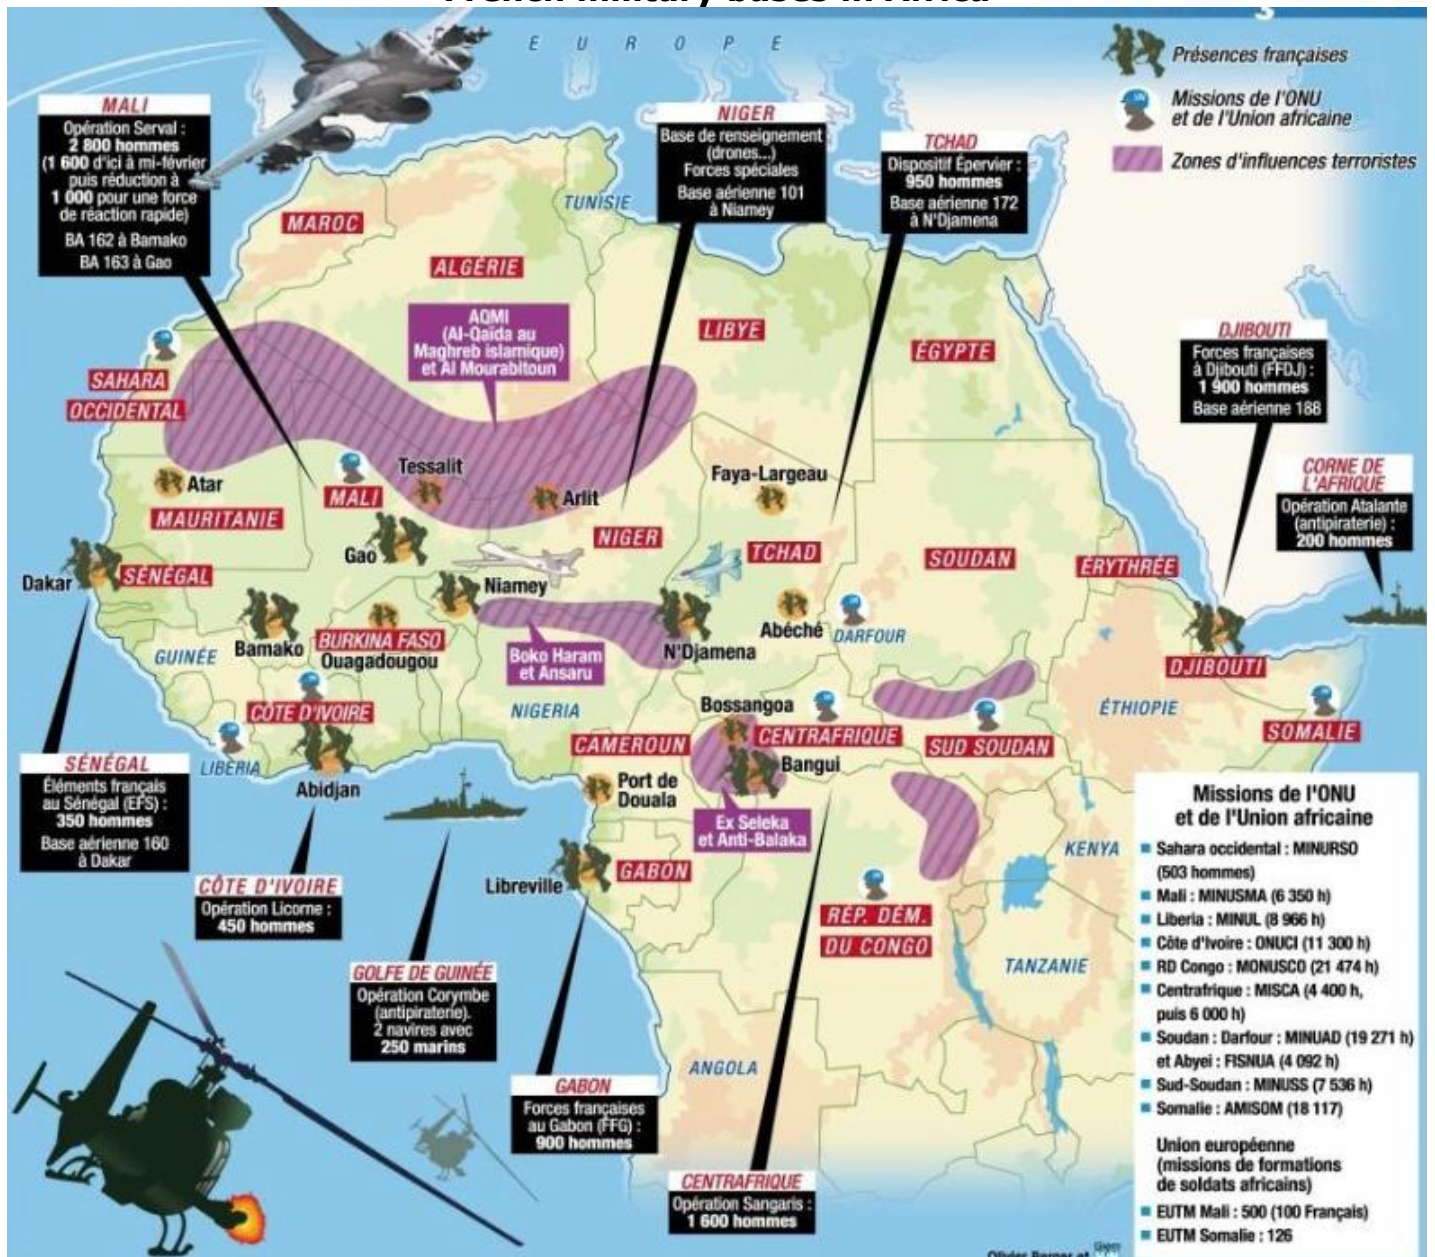 French military bases in Africa
EUROPE
Présences françaises
Missions de l'ONU
et de l'Union africaine
Zones d'influences terroristes
MALI
Opération Serval :
2 800 hommes
(1 600 d'ici à mi-février
puis réduction à
1 000 pour une force
de réaction rapide)
BA 162 à Bamako
BA 163 à Gao
NIGER
Base de renseignement
(drones...)
Forces spéciales
Base aérienne 101
à Niamey
TCHAD
Dispositif Épervier :
950 hommes
Base aérienne 172
à N'Djamena
TUNISIE
MAROC
ALGÉRIE
AQMI
(Al-Qaïda au
Maghreb islamique)
et Al Mourabitoun
LIBYE
ÉGYPTE
DJIBOUTI
Forces françaises
à Djibouti (FFDJ) :
1 900 hommes
Base aérienne 188
SAHARA
OCCIDENTAL
CORNE DE
L'AFRIQUE
Opération Atalante
(antipiraterie) :
200 hommes
Atar
MAURITANIE
MALI
Tessalit
Arlit
Faya-Largeau
Gao
NIGER
TCHAD
SOUDAN
ÉRYTHRÉE
Dakar
SÉNÉGAL
Niamey
Bamako
BURKINA FASO
Ouagadougou
GUINÉE
Boko Haram
et Ansaru
N'Djamena
Abéché
DARFOUR
DJIBOUTI
CÔTE D'IVOIRE
NIGERIA
Bossangoa
CENTRAFRIQUE
CAMEROUN
SUD SOUDAN
ÉTHIOPIE
SOMALIE
LIBÉRIA
Abidjan
Port de
Douala
Bangui
Ex Seleka
et Anti-Balaka
SÉNÉGAL
Éléments français
au Sénégal (EFS) :
350 hommes
Base aérienne 160
à Dakar
CÔTE D'IVOIRE
Opération Licorne :
450 hommes
Libreville
GABON
KENYA
RÉP. DÉM.
DU CONGO
TANZANIE
GOLFE DE GUINÉE
Opération Corymbe
(antipiraterie).
2 navires avec
250 marins
ANGOLA
GABON
Forces françaises
au Gabon (FFG) :
900 hommes
CENTRAFRIQUE
Opération Sangaris :
1 600 hommes
Missions de l'ONU
et de l'Union africaine
Sahara occidental : MINURSO
(503 hommes)
Mali : MINUSMA (6 350 h)
Liberia : MINUL (8 966 h)
Côte d'Ivoire : ONUCI (11 300 h)
RD Congo : MONUSCO (21 474 h)
Centrafrique : MISCA (4 400 h,
puis 6 000 h)
Soudan : Darfour : MINUAD (19 271 h)
et Abyei : FISNUA (4 092 h)
Sud-Soudan : MINUSS (7 536 h)
Somalie : AMISOM (18 117)
Union européenne
(missions de formations
de soldats africains)
EUTM Mali : 500 (100 Français)
EUTM Somalie : 126